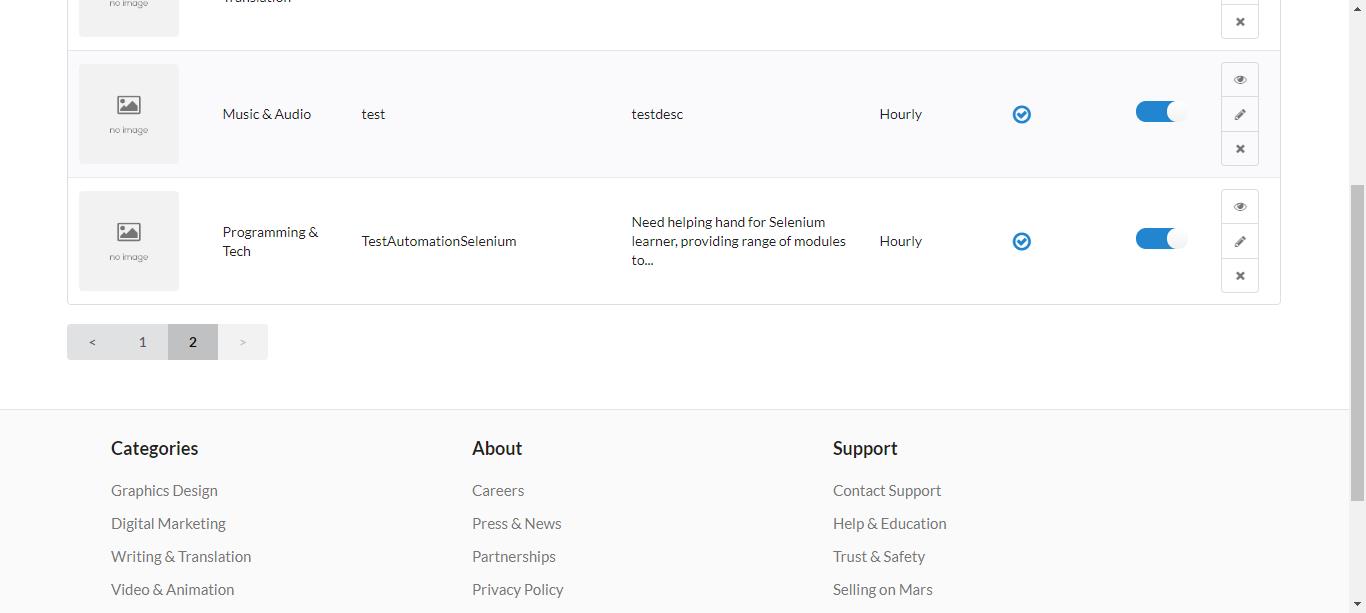 no image
Translation
Music & Audio test testdesc Hourly
no image
Need helping hand for Selenium
Programming & TestAutomationSelenium learner, providing range of modules Hourly
Tech
to...
no image
< 1 2 >
Categories About Support
Graphics Design Careers Contact Support
Digital Marketing Press & News Help & Education
Writing & Translation Partnerships Trust & Safety
Video & Animation Privacy Policy Selling on Mars